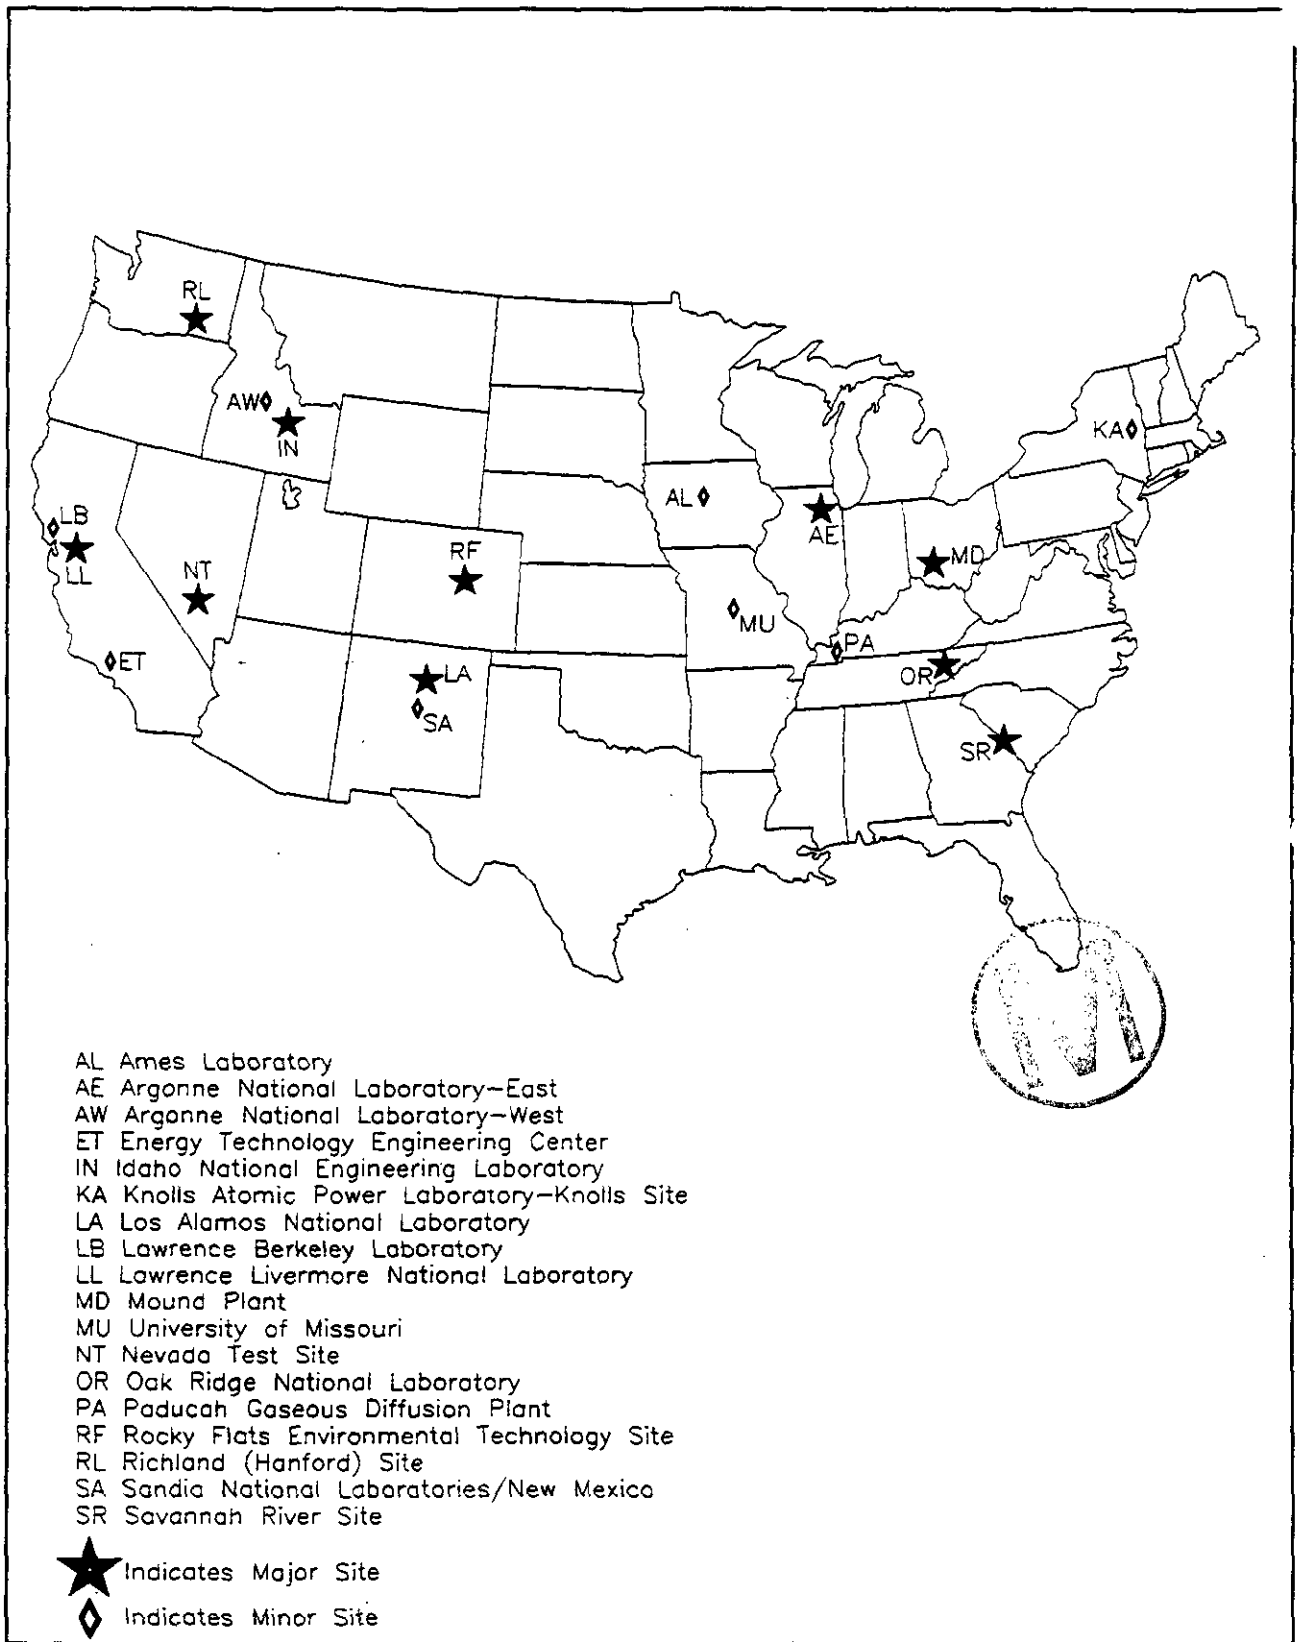 RL
AW
IN
KA
LB
LL
AL
AE
MD
RF
NT
MU
PA
ET
LA
OR
SA
SR
AL Ames Laboratory
AE Argonne National Laboratory-East
AW Argonne National Laboratory-West
ET Energy Technology Engineering Center
IN Idaho National Engineering Laboratory
KA Knolls Atomic Power Laboratory-Knolls Site
LA Los Alamos National Laboratory
LB Lawrence Berkeley Laboratory
LL Lawrence Livermore National Laboratory
MD Mound Plant
MU University of Missouri
NT Nevada Test Site
OR Oak Ridge National Laboratory
PA Paducah Gaseous Diffusion Plant
RF Rocky Flats Environmental Technology Site
RL Richland (Hanford) Site
SA Sandia National Laboratories/New Mexico
SR Savannah River Site
Indicates Major Site
Indicates Minor Site